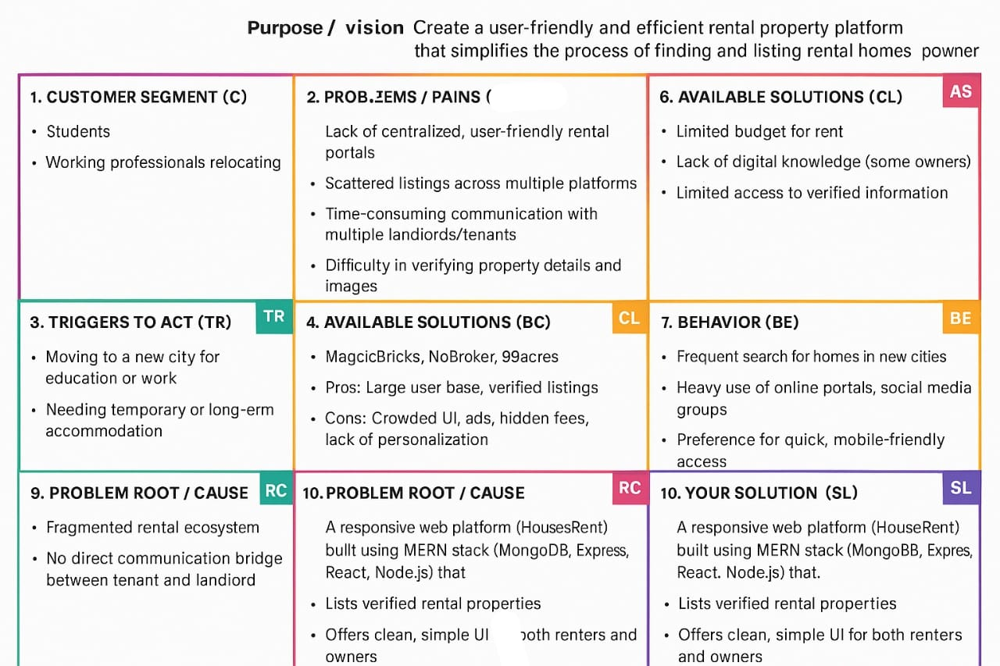 Purpose / vision Create a user-friendly and efficient rental property platform
that simplifies the process of finding and listing rental homes powner
1. CUSTOMER SEGMENT (C)
• Students
• Working professionals relocating
2. PROB.ΞEMS / PAINS (
Lack of centralized, user-friendly rental
portals
• Scattered listings across multiple platforms
• Time-consuming communication with
multiple landiords/tenants
• Difficulty in verifying property details and
images
6. AVAILABLE SOLUTIONS (CL)
AS
• Limited budget for rent
• Lack of digital knowledge (some owners)
• Limited access to verified information
3. TRIGGERS TO ACT (TR)
TR
• Moving to a new city for
education or work
• Needing temporary or long-erm
accommodation
4. AVAILABLE SOLUTIONS (BC)
CL
• MagcicBricks, NoBroker, 99acres
• Pros: Large user base, verified listings
• Cons: Crowded UI, ads, hidden fees,
lack of personalization
7. BEHAVIOR (BE)
BE
• Frequent search for homes in new cities
• Heavy use of online portals, social media
groups
• Preference for quick, mobile-friendly
access
9. PROBLEM ROOT / CAUSE
RC
• Fragmented rental ecosystem
• No direct communication bridge
between tenant and landiord
10. PROBLEM ROOT / CAUSE
RC
A responsive web platform (HousesRent)
bullt using MERN stack (MongoDB, Express,
React, Node.js) that
• Lists verified rental properties
• Offers clean, simple UI both renters and
owners
10. YOUR SOLUTION (SL)
SL
A responsive web platform (HouseRent)
built using MERN stack (MongoBB, Expres,
React. Node.js) that.
• Lists verified rental properties
• Offers clean, simple UI for both renters
and owners